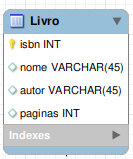 Livro
isbn INT
nome VARCHAR(45)
autor VARCHAR(45)
paginas INT
Indexes